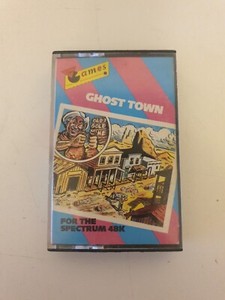 Games
GHOST TOWN
FOR THE
SPECTRUM 48K